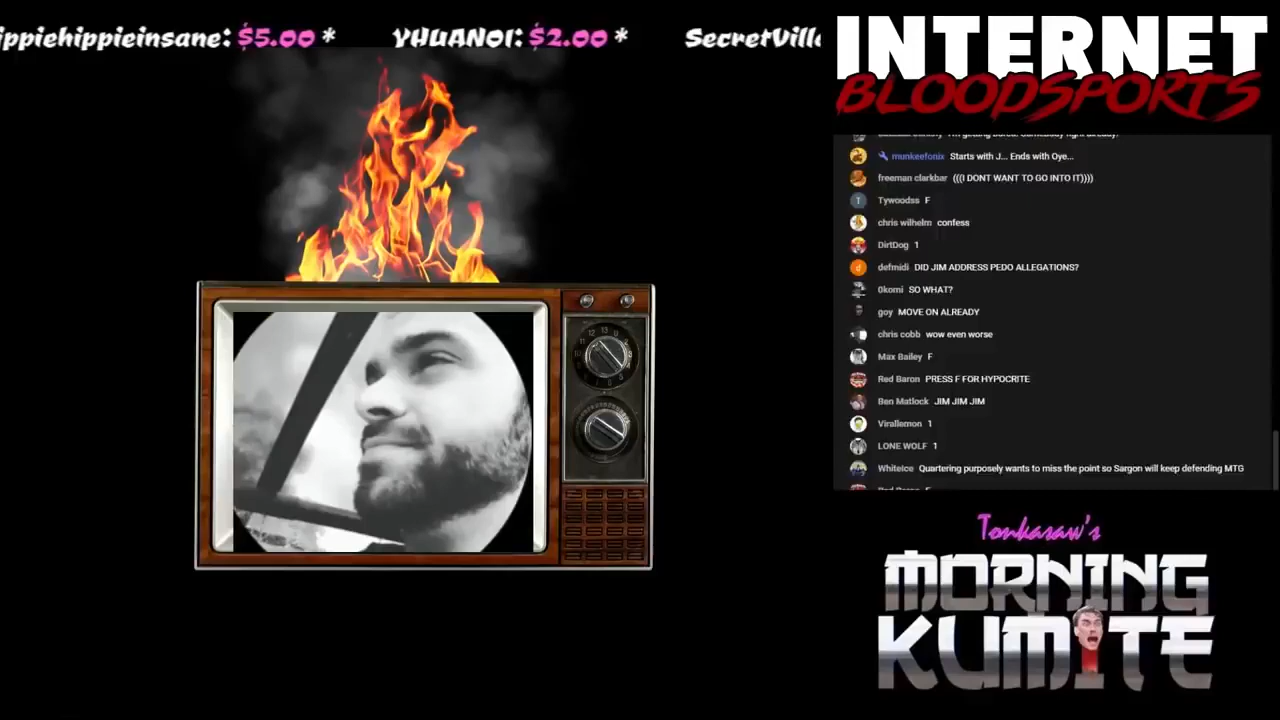 ippiehippieinsane: $5.00 * YHUANOI: $2.00 * SecretVill
INTERNET
BLOODSPORTS
munkeefonix Starts with J... Ends with Oye...
freeman clarkbar (((I DONT WANT TO GO INTO IT))))
T Tywoodss F
chris wilhelm confess
DirtDog 1
d defmidi DID JIM ADDRESS PEDO ALLEGATIONS?
0komi SO WHAT?
goy MOVE ON ALREADY
chris cobb wow even worse
Max Bailey F
Red Baron PRESS F FOR HYPOCRITE
Ben Matlock JIM JIM JIM
Virallemon 1
LONE WOLF 1
WhiteIce Quartering purposely wants to miss the point so Sargon will keep defending MTG
Red Baron F
Tonkasaw's
MORNING
KUMITE